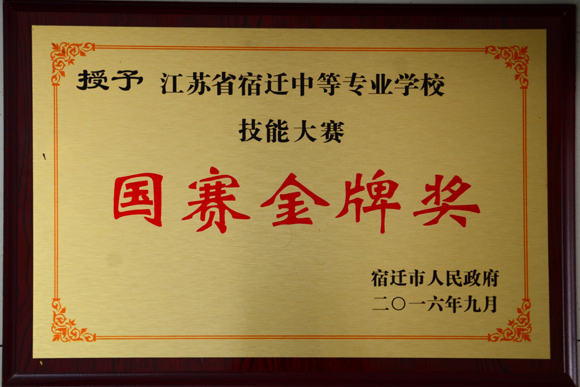 授予 江苏省宿迁中等专业学校
技能大赛
国赛金牌奖
宿迁市人民政府
二〇一六年九月